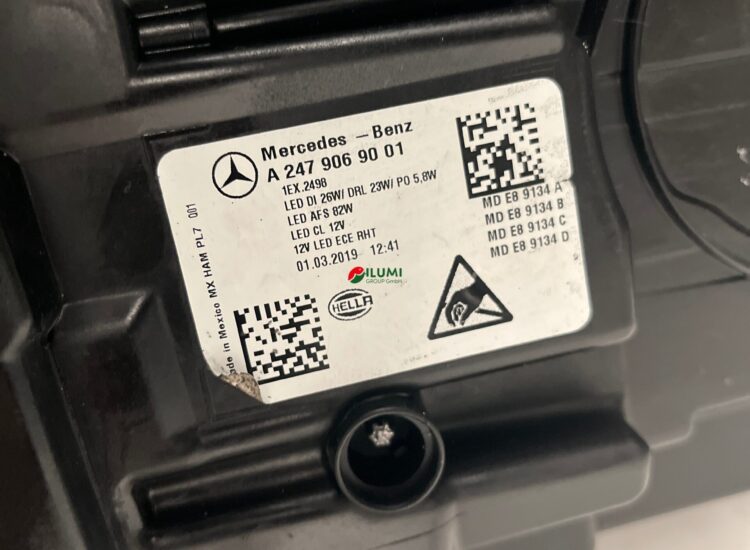 Mercedes - Benz
A 247 906 90 01
1EX.2498
LED DI 26W/ DRL 23W/ PO 5,8W
LED AFS 82W
LED CL 12V
12V LED ECE RHT
01.03.2019 12:41
MD E8 9134 A
MD E8 9134 B
MD E8 9134 C
MD E8 9134 D
ILUMI
GROUP GmbH
HELLA
ade in Mexico MX HAM PL7 001